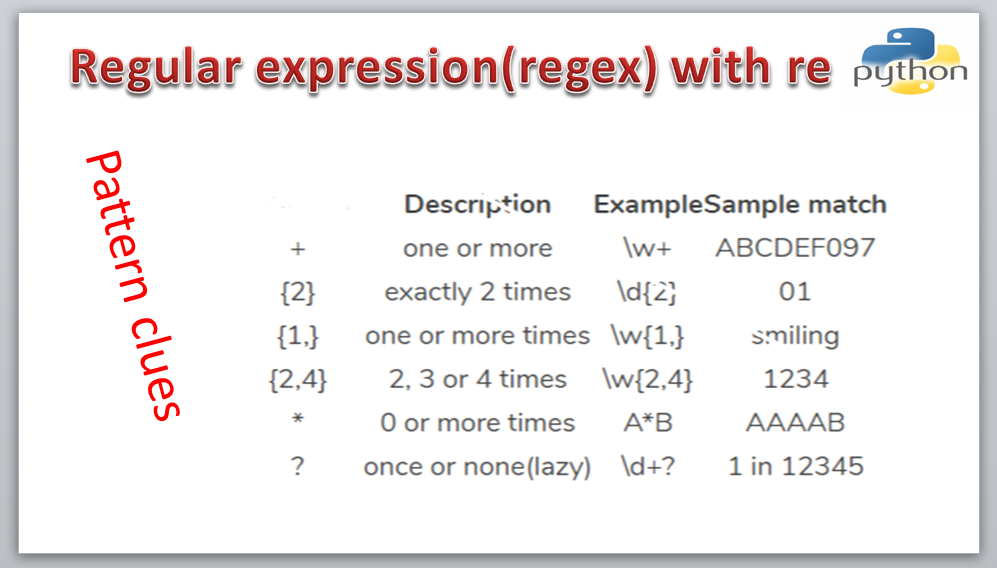 Regular expression(regex) with re
python
Pattern clues
Description ExampleSample match
+ one or more \w+ ABCDEF097
{2} exactly 2 times \d{2} 01
{1,} one or more times \w{1,} smiling
{2,4} 2, 3 or 4 times \w{2,4} 1234
* 0 or more times A*B AAAAB
? once or none(lazy) \d+? 1 in 12345